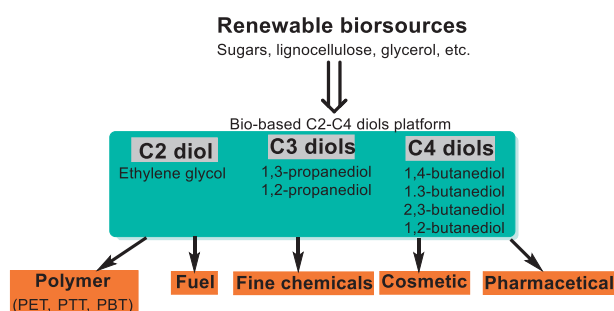 Renewable biorsources
Sugars, lignocellulose, glycerol, etc.
Bio-based C2-C4 diols platform
C2 diol
Ethylene glycol
C3 diols
1,3-propanediol
1,2-propanediol
C4 diols
1,4-butanediol
1.3-butanediol
2,3-butanediol
1,2-butanediol
Polymer
(PET, PTT, PBT)
Fuel
Fine chemicals
Cosmetic
Pharmacetical